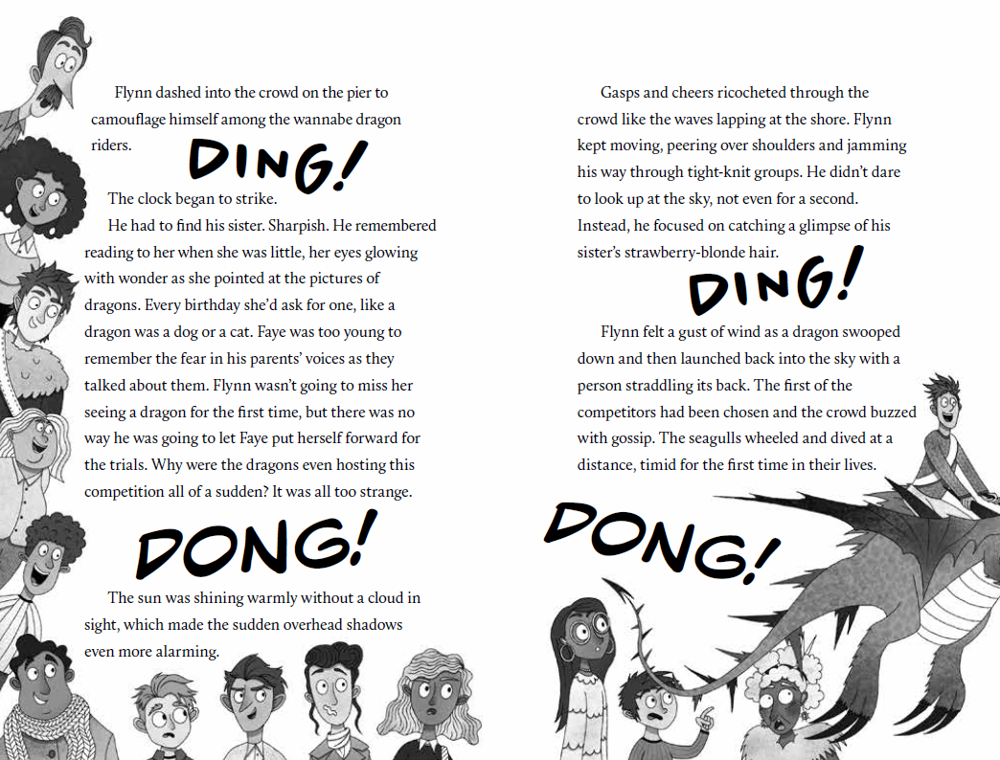 Flynn dashed into the crowd on the pier to
camouflage himself among the wannabe dragon
riders.
DING!
The clock began to strike.
He had to find his sister. Sharpish. He remembered
reading to her when she was little, her eyes glowing
with wonder as she pointed at the pictures of
dragons. Every birthday she’d ask for one, like a
dragon was a dog or a cat. Faye was too young to
remember the fear in his parents’ voices as they
talked about them. Flynn wasn’t going to miss her
seeing a dragon for the first time, but there was no
way he was going to let Faye put herself forward for
the trials. Why were the dragons even hosting this
competition all of a sudden? It was all too strange.
DONG!
The sun was shining warmly without a cloud in
sight, which made the sudden overhead shadows
even more alarming.
Gasps and cheers ricocheted through the
crowd like the waves lapping at the shore. Flynn
kept moving, peering over shoulders and jamming
his way through tight-knit groups. He didn’t dare
to look up at the sky, not even for a second.
Instead, he focused on catching a glimpse of his
sister’s strawberry-blonde hair.
DING!
Flynn felt a gust of wind as a dragon swooped
down and then launched back into the sky with a
person straddling its back. The first of the
competitors had been chosen and the crowd buzzed
with gossip. The seagulls wheeled and dived at a
distance, timid for the first time in their lives.
DONG!